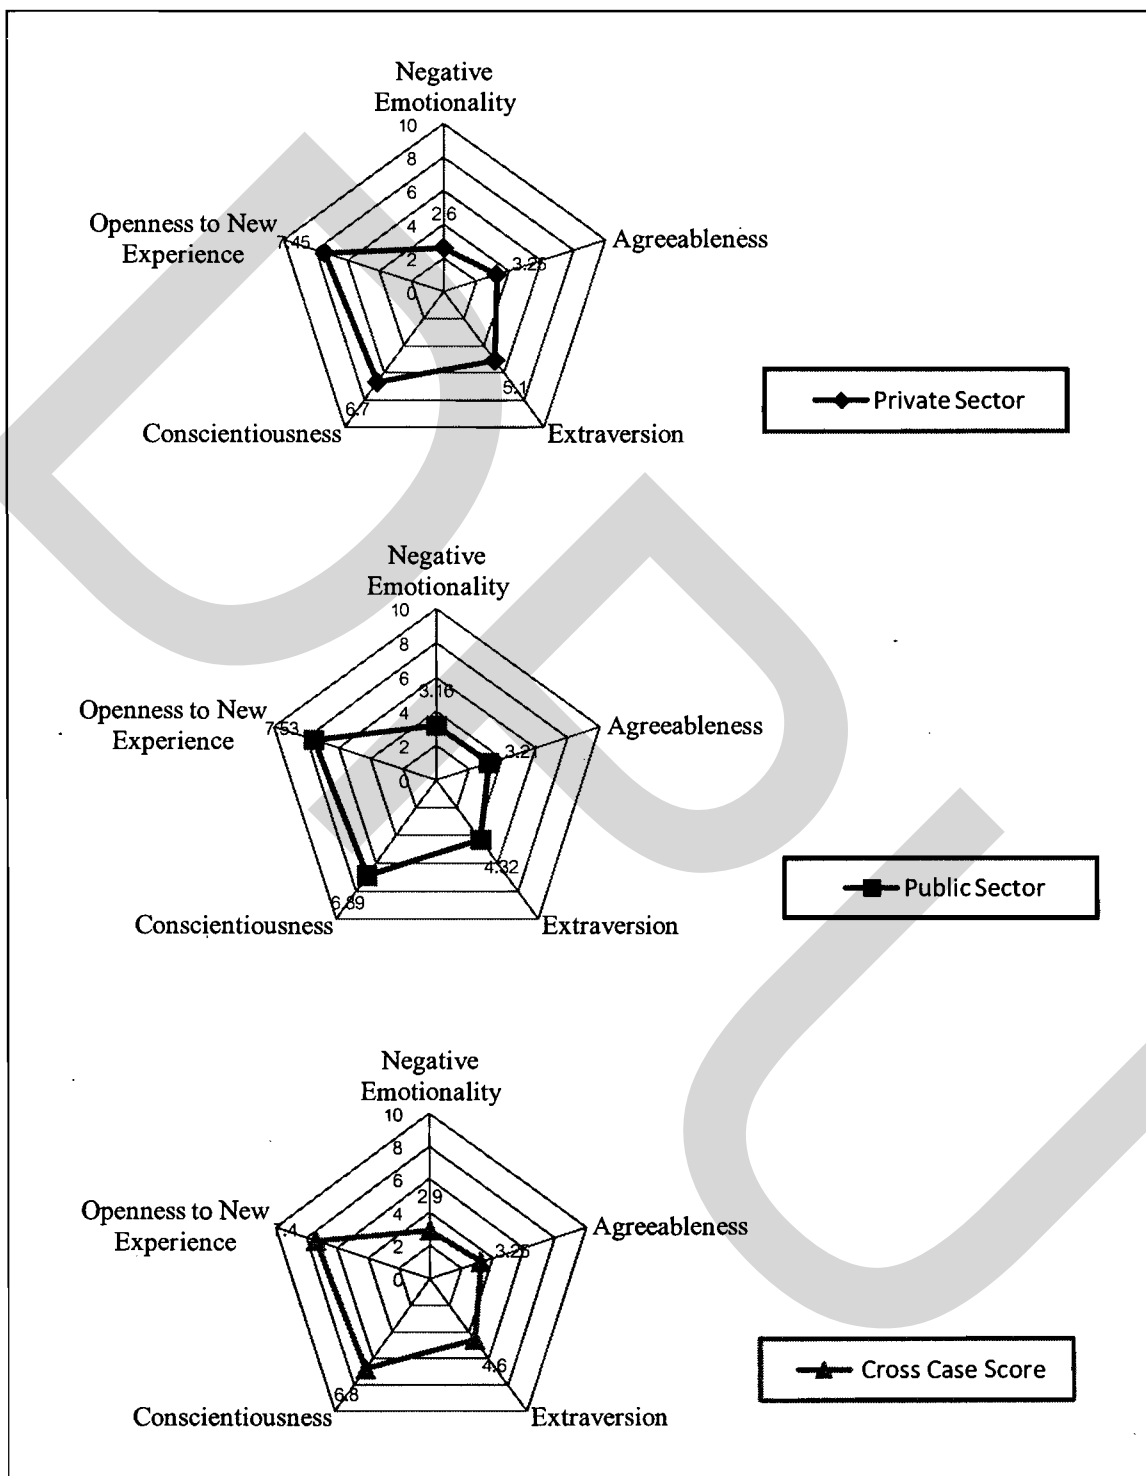 Negative
Emotionality
10
8
6
2.6
4
2
0
Openness to New
Experience
7.45
Agreeableness
3.25
5.1
6.7
Conscientiousness
Extraversion
Private Sector
Negative
Emotionality
10
8
6
3.16
4
2
0
Openness to New
Experience
7.53
Agreeableness
3.21
4.32
6.89
Conscientiousness
Extraversion
Public Sector
Negative
Emotionality
10
8
6
2.9
4
2
0
Openness to New
Experience
7.4
Agreeableness
3.25
4.6
6.8
Conscientiousness
Extraversion
Cross Case Score
DPU